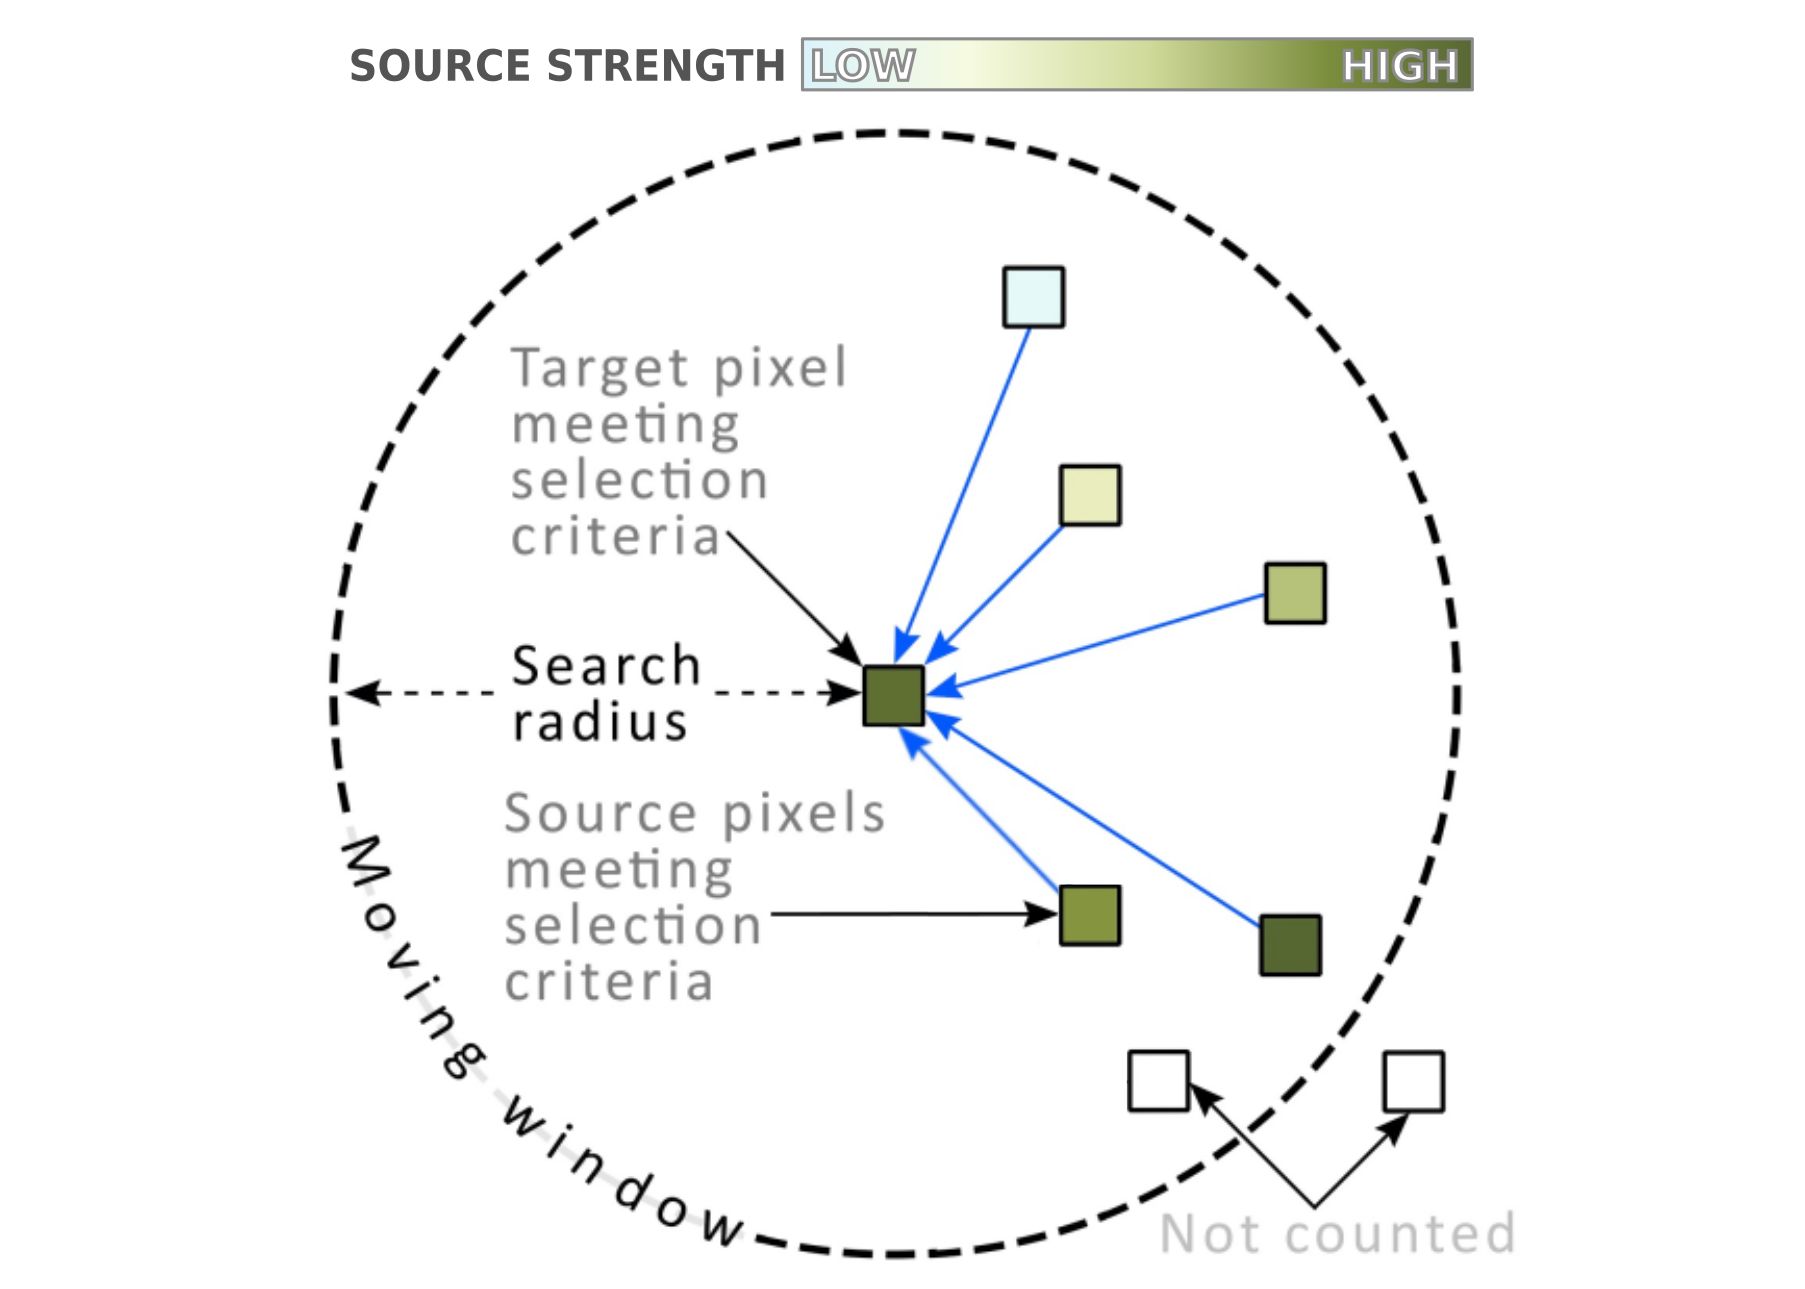 SOURCE STRENGTH LOW HIGH
Target pixel
meeting
selection
criteria
Search
radius
Source pixels
meeting
selection
criteria
Moving window
Not counted